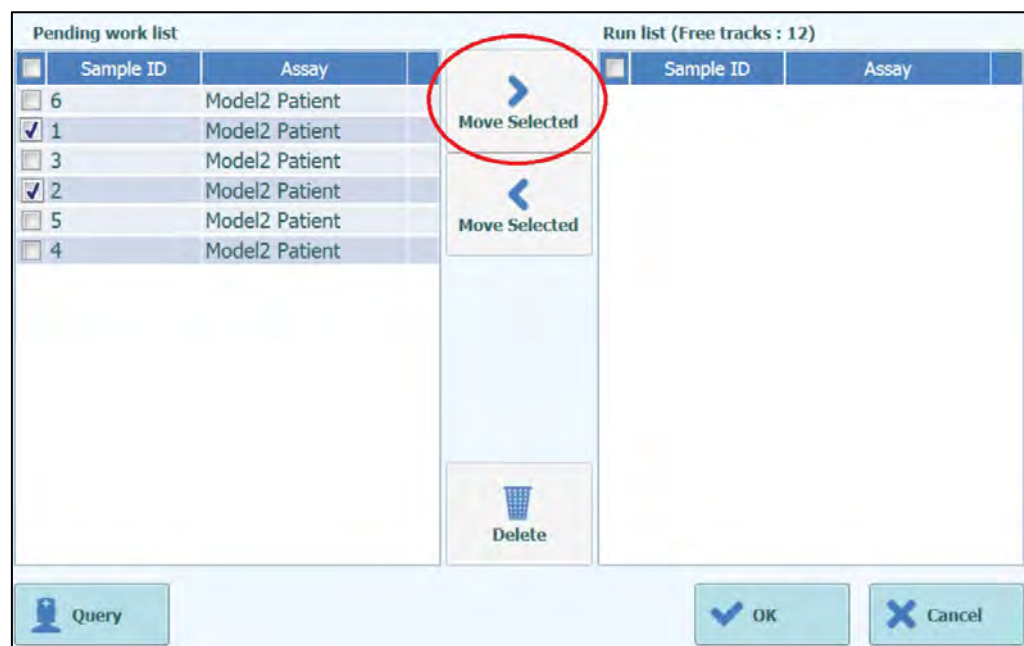 Pending work list
Sample ID Assay
6 Model2 Patient
1 Model2 Patient
3 Model2 Patient
2 Model2 Patient
5 Model2 Patient
4 Model2 Patient
Move Selected
Move Selected
Delete
Run list (Free tracks : 12)
Sample ID Assay
Query
OK
Cancel